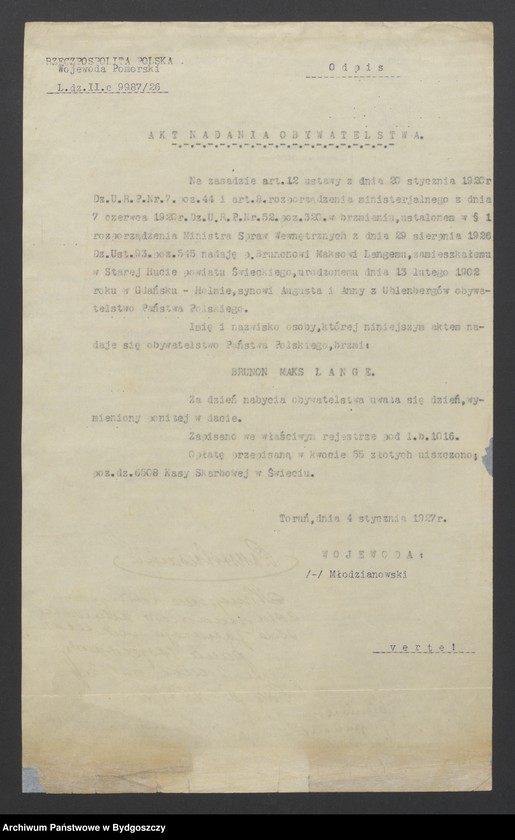 RZECZPOSPOLITA POLSKA
Wojewoda Pomorski
L.dz.II.c 9987/26
Odpis
AKT NADANIA OBYWATELSTWA.
Na zasadzie art.12 ustawy z dnia 20 stycznia 1920r
Dz.U.R.P.Nr.7. poz.44 i art.8.rozporządzenia ministerjalnego z dnia
7 czerwca 1920r.Dz.U.R.P.Nr.52.poz.320.w brzmieniu,ustalonem w § 1
rozporządzenia Ministra Spraw Wewnętrznych z dnia 29 sierpnia 1926
Dz.Ust.93.poz.545 nadaję p.Brunonowi Maksowi Langemu,zamieszkałemu
w Starej Hucie powiatu Świeckiego,urodzonemu dnia 13 lutego 1902
roku w Gdańsku - Holmie,synowi Augusta i Anny z Uhlenbergów obywa-
telstwo Państwa Polskiego.
Imię i nazwisko osoby,której niniejszym aktem na-
daje się obywatelstwo Państwa Polskiego,brzmi:
BRUNON MAKS LANGE.
Za dzień nabycia obywatelstwa uważa się dzień,wy-
mieniony poniżej w dacie.
Zapisano we właściwym rejestrze pod l.b.1016.
Opłatę przepisaną w kwocie 55 złotych uiszczono;
poz.dz.6508 Kasy Skarbowej w Świeciu.
Toruń,dnia 4 stycznia 1927r.
WOJEWODA:
/-/ Młodzianowski
verte!
Archiwum Państwowe w Bydgoszczy